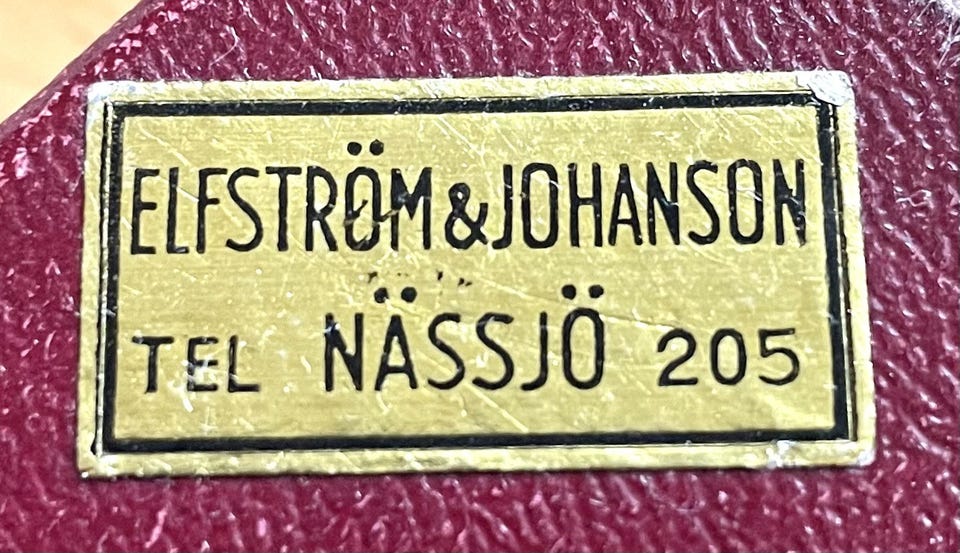 ELFSTRÖM & JOHANSON
TEL NÄSSJÖ 205